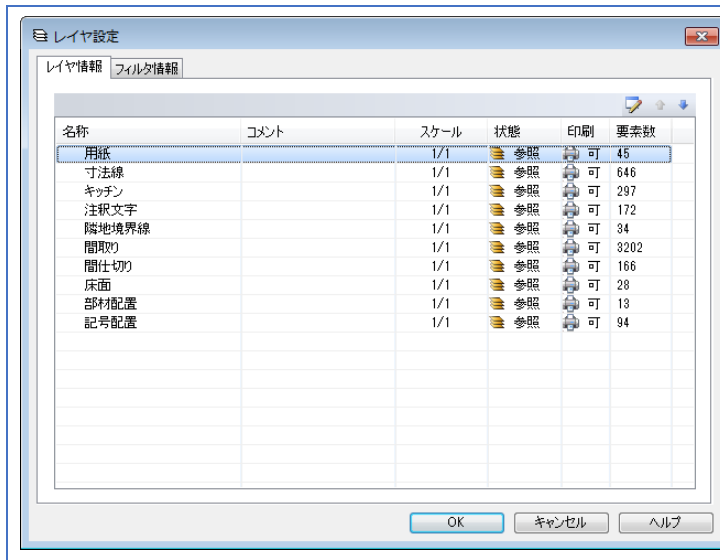 レイヤ設定
レイヤ情報 フィルタ情報
名称 コメント スケール 状態 印刷 要素数
用紙 1/1 参照 可 45
寸法線 1/1 参照 可 646
キッチン 1/1 参照 可 297
注釈文字 1/1 参照 可 172
隣地境界線 1/1 参照 可 34
間取り 1/1 参照 可 3202
間仕切り 1/1 参照 可 166
床面 1/1 参照 可 28
部材配置 1/1 参照 可 13
記号配置 1/1 参照 可 94
OK キャンセル ヘルプ